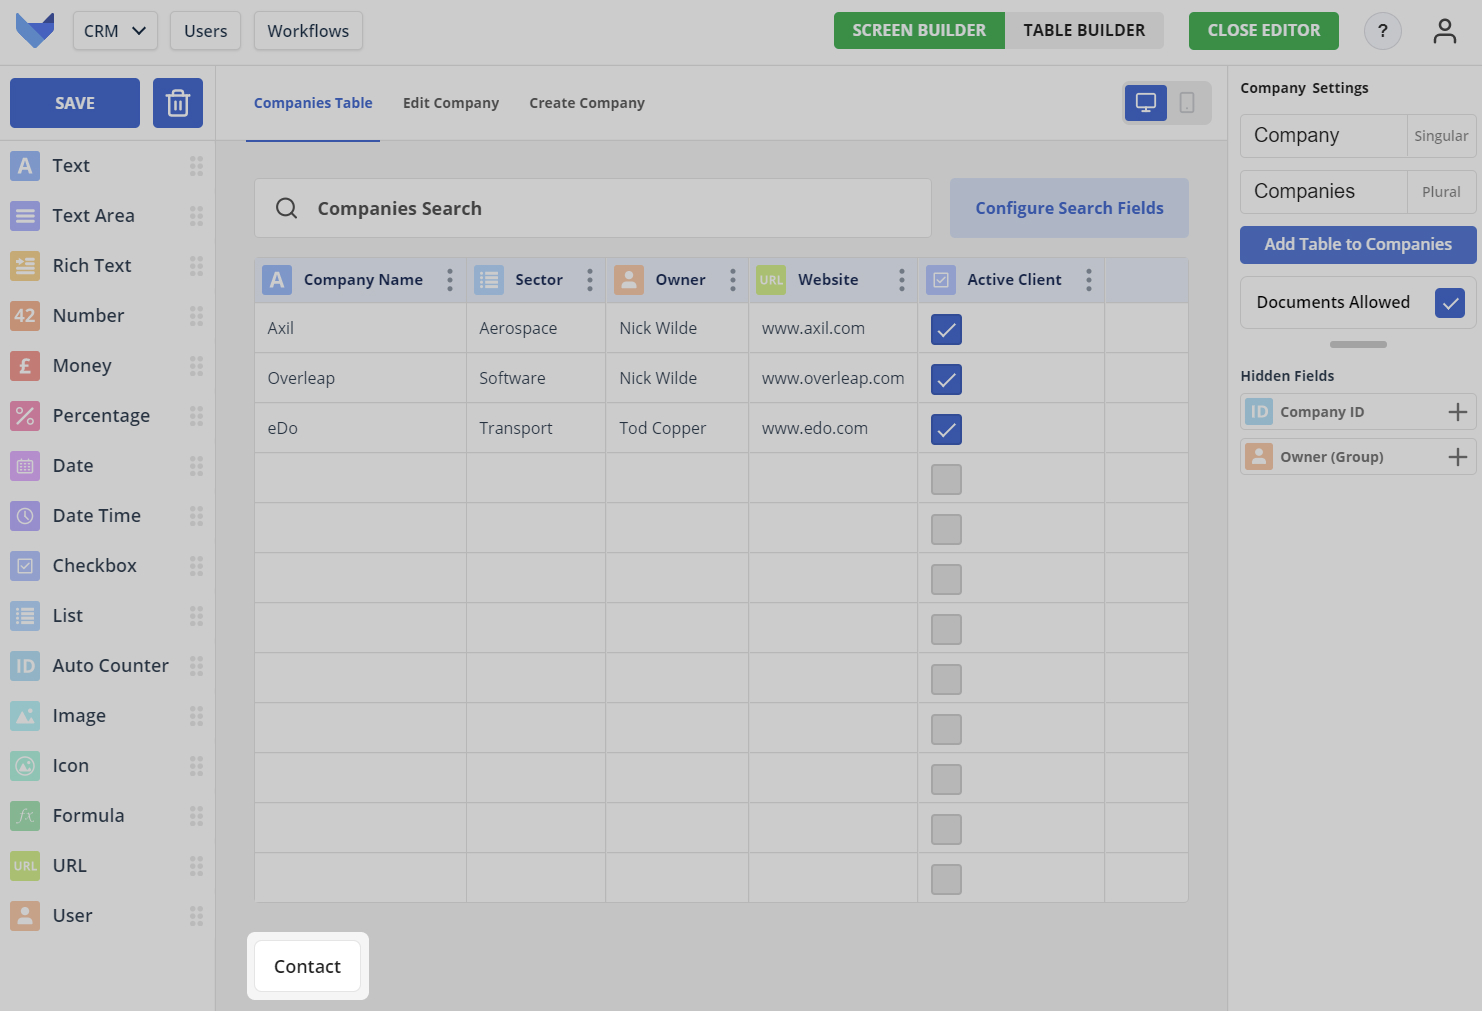 CRM
Users
Workflows
SCREEN BUILDER
TABLE BUILDER
CLOSE EDITOR
?
SAVE
Companies Table
Edit Company
Create Company
A Text
Text Area
Rich Text
42 Number
£ Money
% Percentage
Date
Date Time
Checkbox
List
ID Auto Counter
Image
Icon
fx Formula
URL URL
User
Companies Search
Configure Search Fields
A Company Name Sector Owner URL Website Active Client
Axil Aerospace Nick Wilde www.axil.com
Overleap Software Nick Wilde www.overleap.com
eDo Transport Tod Copper www.edo.com
Contact
Company Settings
Company Singular
Companies Plural
Add Table to Companies
Documents Allowed
Hidden Fields
ID Company ID
Owner (Group)